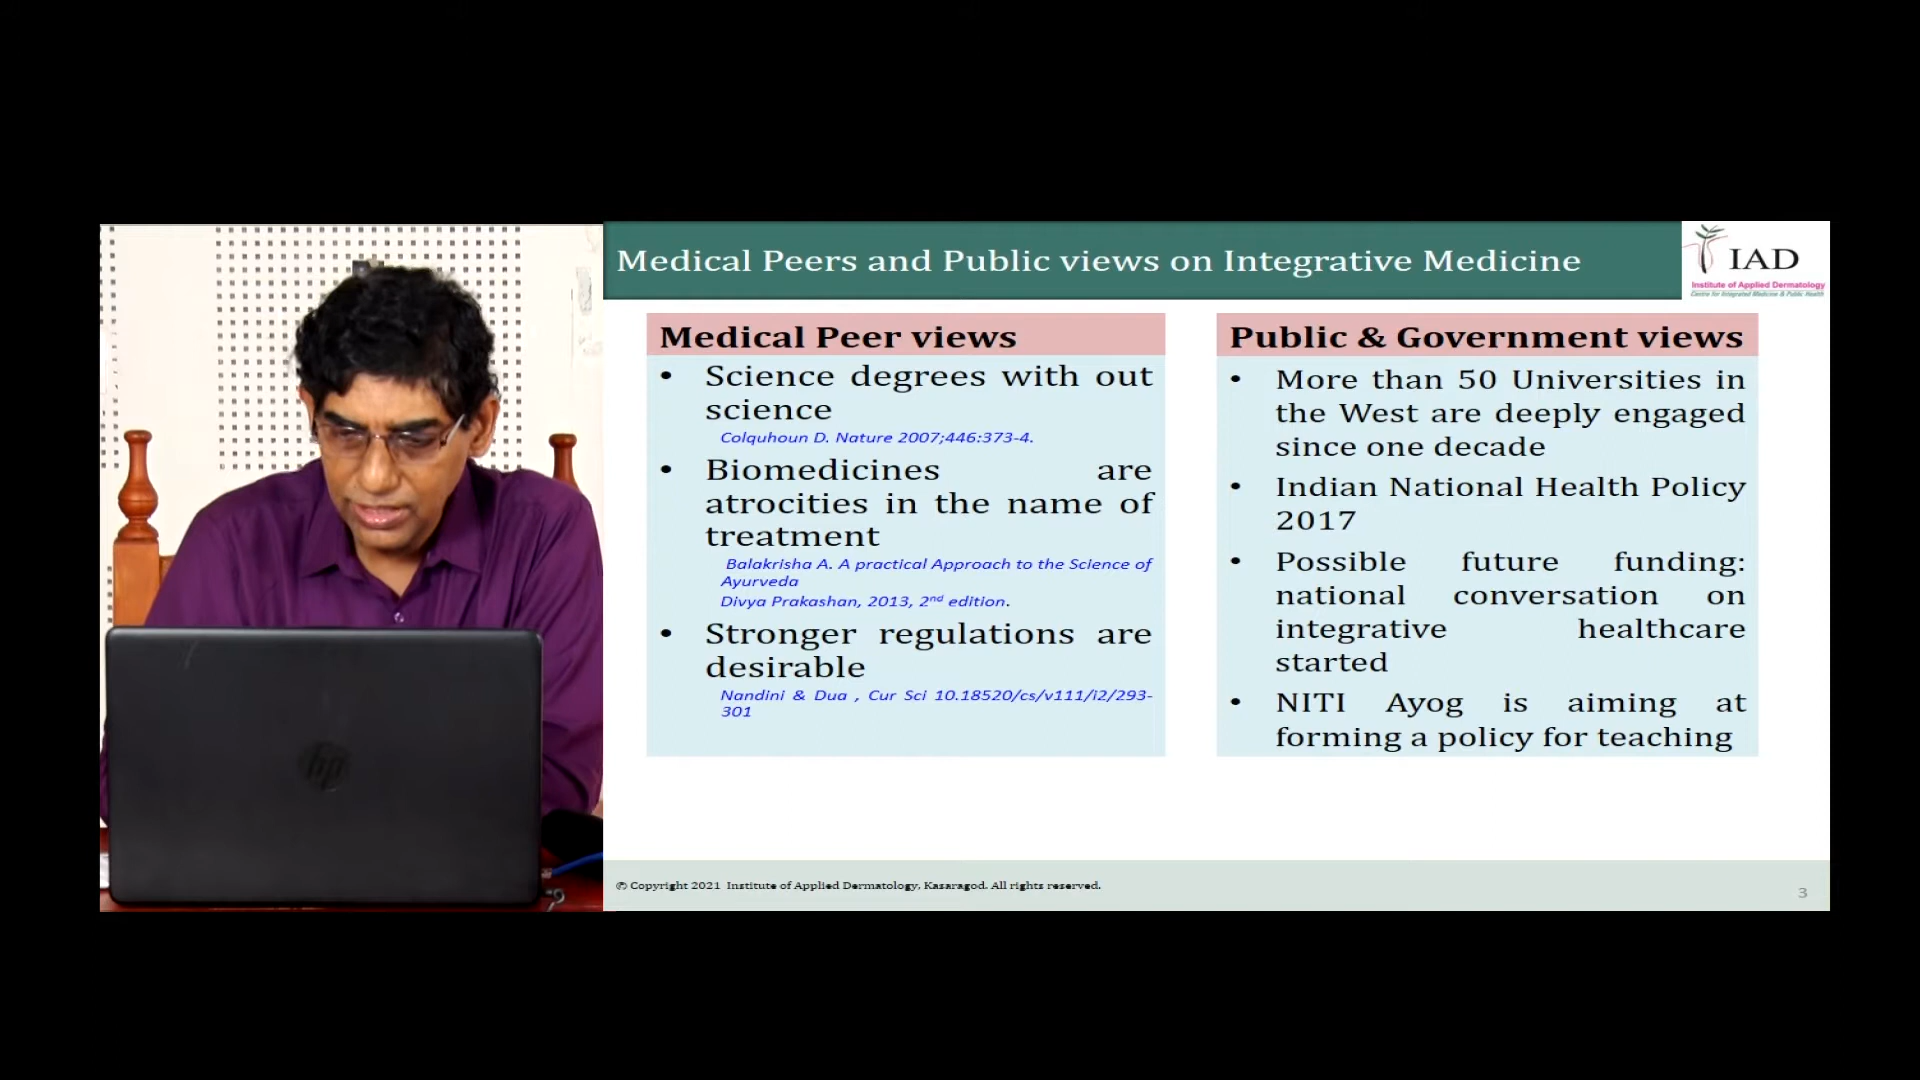 Medical Peers and Public views on Integrative Medicine
IAD
Institute of Applied Dermatology
Centre for Integrated Medicine & Public Health
Medical Peer views
• Science degrees with out
science
Colquhoun D. Nature 2007;446:373-4.
• Biomedicines are
atrocities in the name of
treatment
Balakrisha A. A practical Approach to the Science of
Ayurveda
Divya Prakashan, 2013, 2nd edition.
• Stronger regulations are
desirable
Nandini & Dua , Cur Sci 10.18520/cs/v111/i2/293-
301
Public & Government views
• More than 50 Universities in
the West are deeply engaged
since one decade
• Indian National Health Policy
2017
• Possible future funding:
national conversation on
integrative healthcare
started
• NITI Ayog is aiming at
forming a policy for teaching
hp
© Copyright 2021 Institute of Applied Dermatology, Kasaragod. All rights reserved.
3